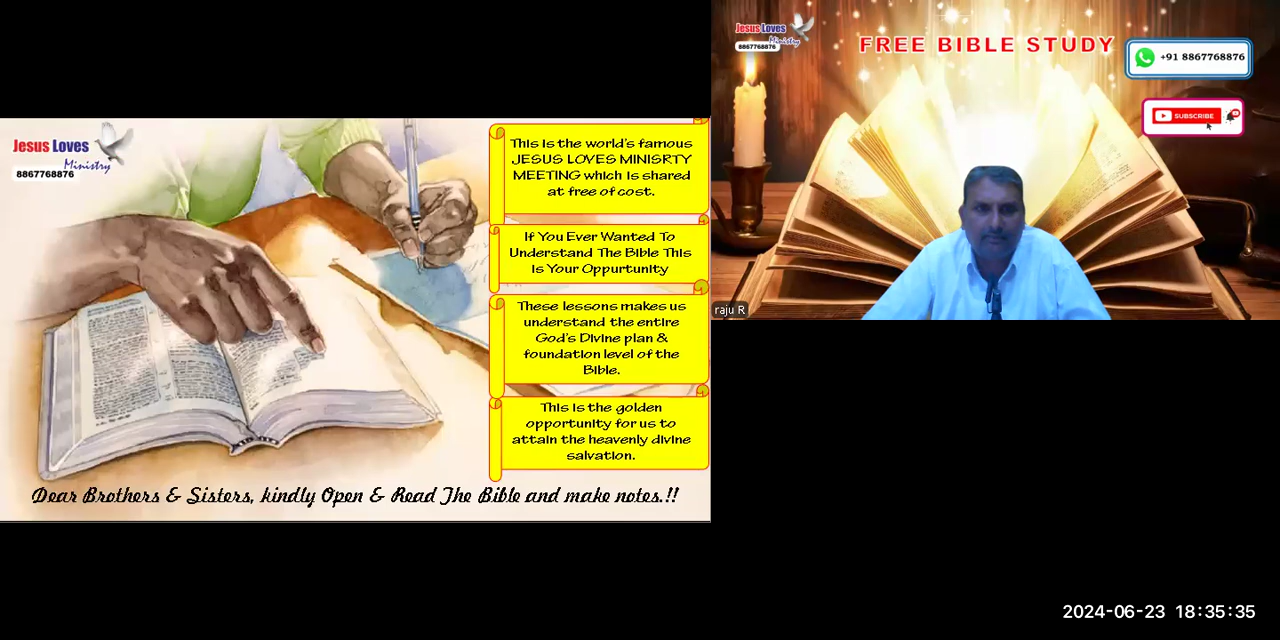 Jesus Loves
Ministry
8867768876
This is the world's famous
JESUS LOVES MINISRTY
MEETING which is shared
at free of cost.
If You Ever Wanted To
Understand The Bible This
is Your Oppurtunity
These lessons makes us
understand the entire
God's Divine plan &
foundation level of the
Bible.
This is the golden
opportunity for us to
attain the heavenly divine
salvation.
Dear Brothers & Sisters, kindly Open & Read The Bible and make notes.!!
Jesus Loves
Ministry
8867768876
FREE BIBLE STUDY
+91 8867768876
SUBSCRIBE
raju R
2024-06-23 18:35:35